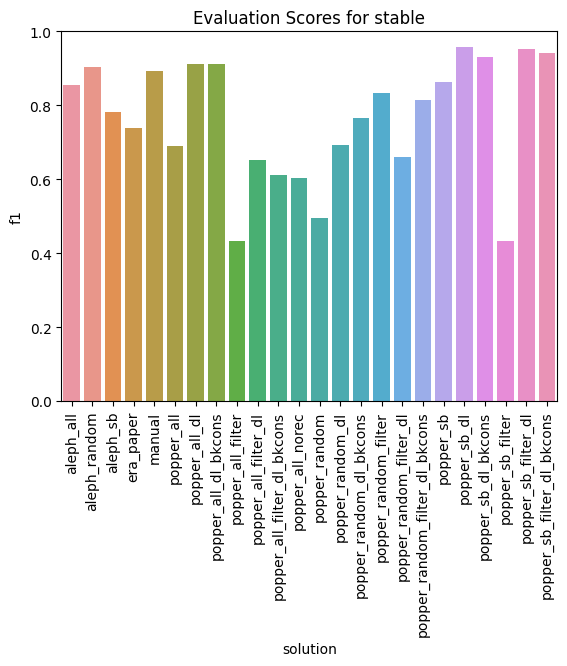 Evaluation Scores for stable
f1
1.0
0.8
0.6
0.4
0.2
0.0
aleph_all
aleph_random
aleph_sb
era_paper
manual
popper_all
popper_all_dl
popper_all_dl_bkcons
popper_all_filter
popper_all_filter_dl
popper_all_filter_dl_bkcons
popper_all_norec
popper_random
popper_random_dl
popper_random_dl_bkcons
popper_random_filter
popper_random_filter_dl
popper_random_filter_dl_bkcons
popper_sb
popper_sb_dl
popper_sb_dl_bkcons
popper_sb_filter
popper_sb_filter_dl
popper_sb_filter_dl_bkcons
solution